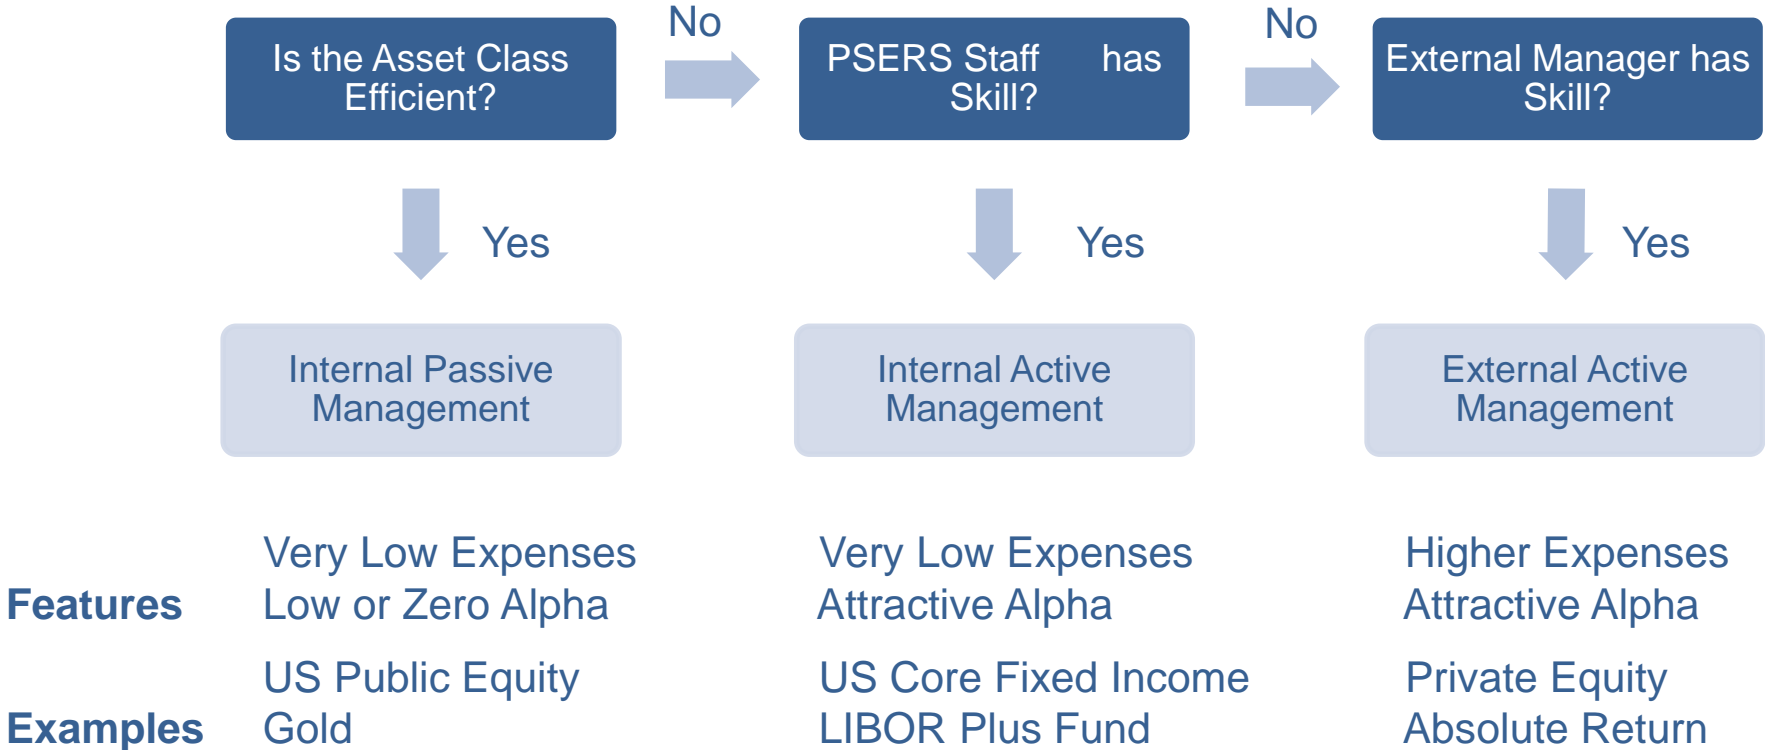 No
No
Is the Asset Class
Efficient?
PSERS Staff has
Skill?
External Manager has
Skill?
Yes
Yes
Yes
Internal Passive
Management
Internal Active
Management
External Active
Management
Very Low Expenses
Very Low Expenses
Higher Expenses
Features
Low or Zero Alpha
Attractive Alpha
Attractive Alpha
US Public Equity
US Core Fixed Income
Private Equity
Examples
Gold
LIBOR Plus Fund
Absolute Return